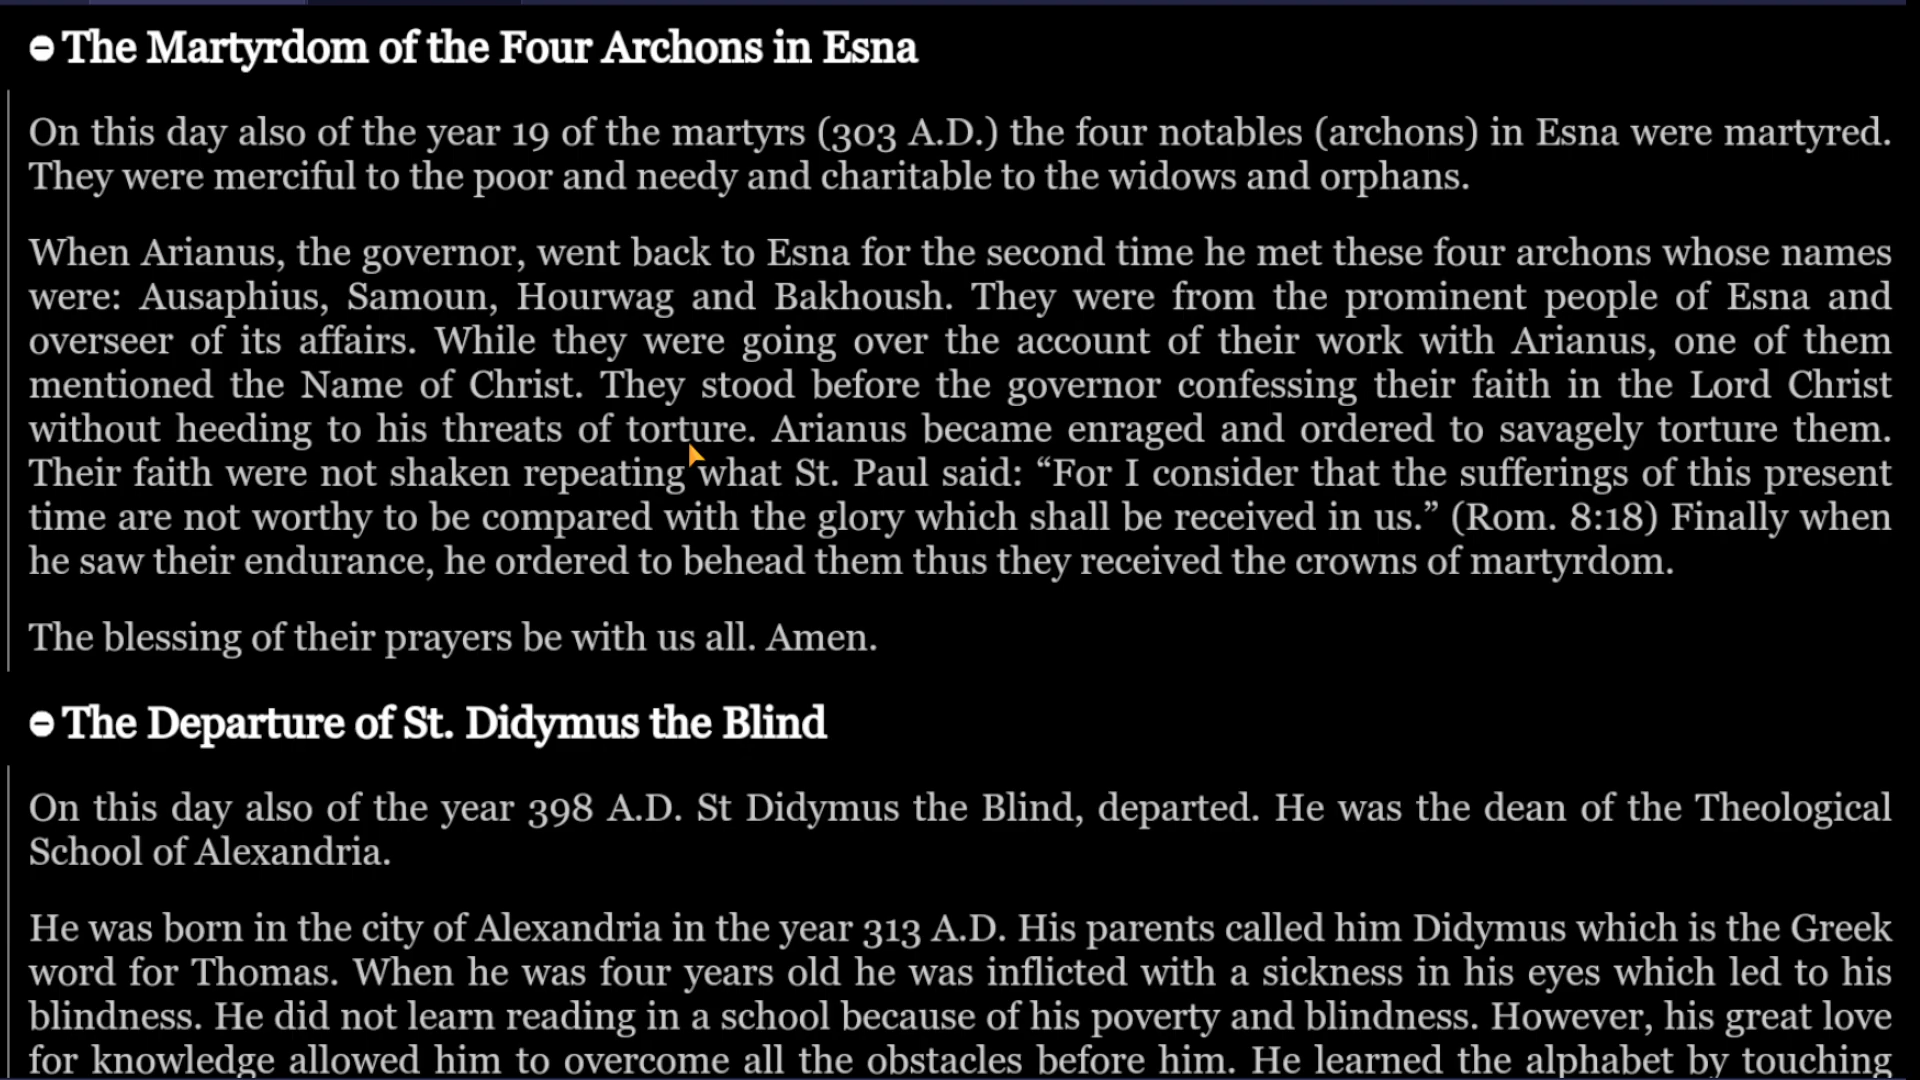 The Martyrdom of the Four Archons in Esna
On this day also of the year 19 of the martyrs (303 A.D.) the four notables (archons) in Esna were martyred.
They were merciful to the poor and needy and charitable to the widows and orphans.
When Arianus, the governor, went back to Esna for the second time he met these four archons whose names
were: Ausaphius, Samoun, Hourwag and Bakhoush. They were from the prominent people of Esna and
overseer of its affairs. While they were going over the account of their work with Arianus, one of them
mentioned the Name of Christ. They stood before the governor confessing their faith in the Lord Christ
without heeding to his threats of torture. Arianus became enraged and ordered to savagely torture them.
Their faith were not shaken repeating what St. Paul said: “For I consider that the sufferings of this present
time are not worthy to be compared with the glory which shall be received in us.” (Rom. 8:18) Finally when
he saw their endurance, he ordered to behead them thus they received the crowns of martyrdom.
The blessing of their prayers be with us all. Amen.
The Departure of St. Didymus the Blind
On this day also of the year 398 A.D. St Didymus the Blind, departed. He was the dean of the Theological
School of Alexandria.
He was born in the city of Alexandria in the year 313 A.D. His parents called him Didymus which is the Greek
word for Thomas. When he was four years old he was inflicted with a sickness in his eyes which led to his
blindness. He did not learn reading in a school because of his poverty and blindness. However, his great love
for knowledge allowed him to overcome all the obstacles before him. He learned the alphabet by touching